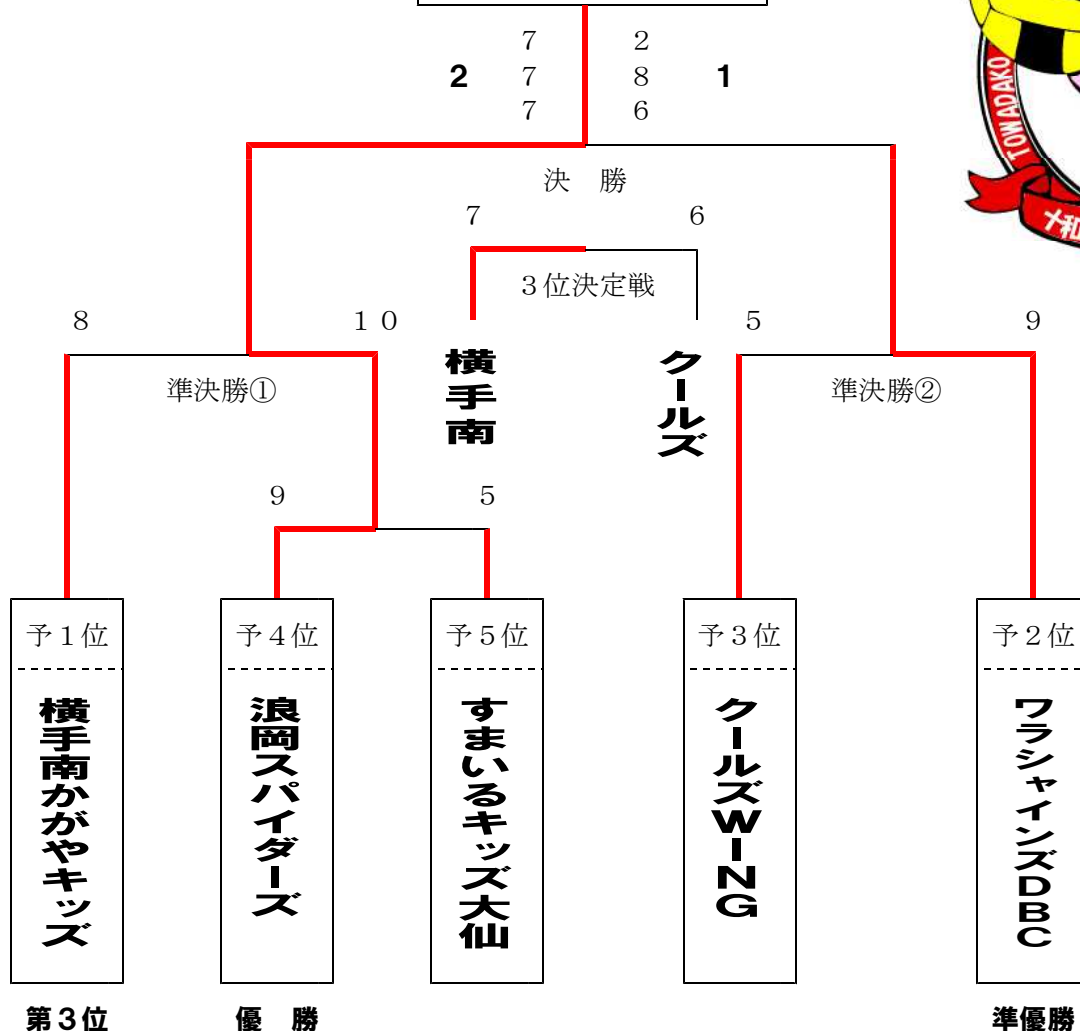 7 2
2 7 8 1
7 6
TOWADAKO
決　勝
7 6
３位決定戦
8 １０ 5 9
横手南
クールズ
準決勝① 準決勝②
9 5
予１位
横手南かがやキッズ
予４位
浪岡スパイダーズ
予５位
すまいるキッズ大仙
予３位
クールズWING
予２位
ワラシャインズDBC
第３位 優　勝 準優勝